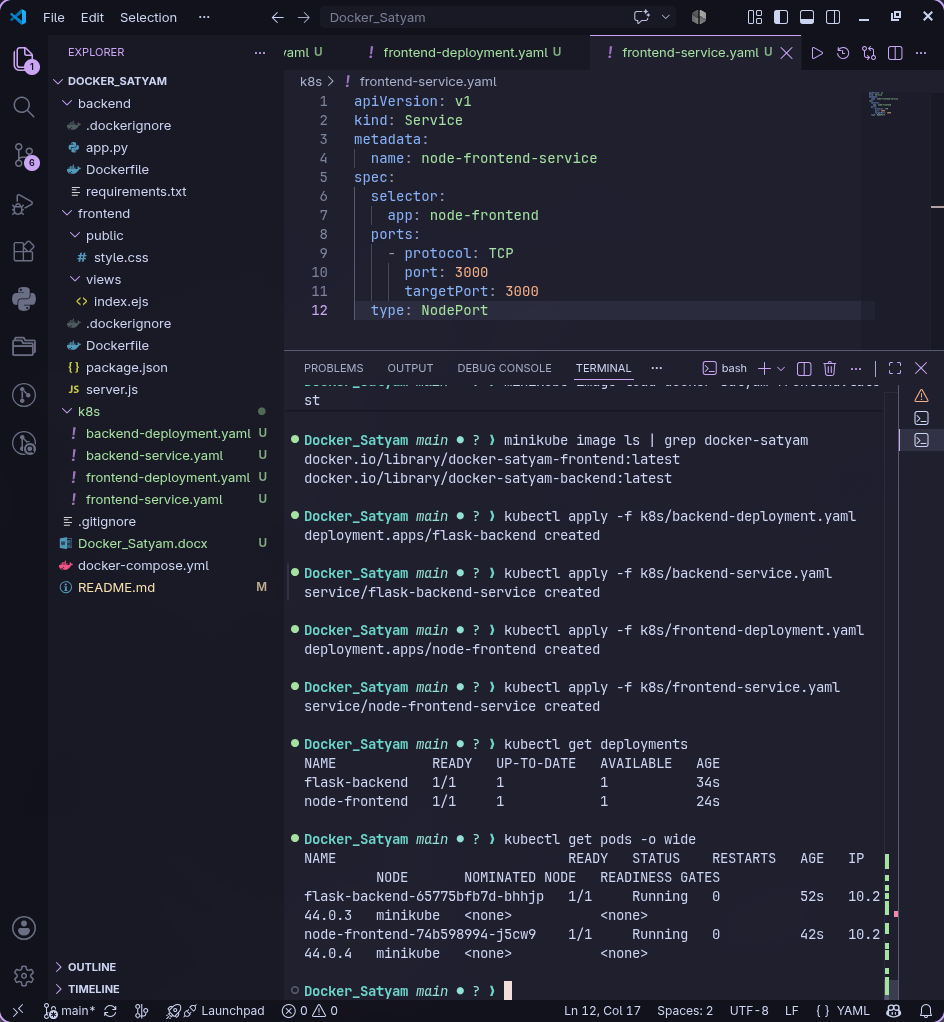 File Edit Selection ··· Docker_Satyam
EXPLORER ···
1
6
DOCKER_SATYAM
backend
.dockerignore
app.py
Dockerfile
requirements.txt
frontend
public
# style.css
views
<> index.ejs
.dockerignore
Dockerfile
{} package.json
JS server.js
k8s
! backend-deployment.yaml U
! backend-service.yaml U
! frontend-deployment.yaml U
! frontend-service.yaml U
.gitignore
Docker_Satyam.docx U
docker-compose.yml
README.md M
OUTLINE
TIMELINE
yaml U ! frontend-deployment.yaml U ! frontend-service.yaml U
k8s > ! frontend-service.yaml
1 apiVersion: v1
2 kind: Service
3 metadata:
4 name: node-frontend-service
5 spec:
6 selector:
7 app: node-frontend
8 ports:
9 - protocol: TCP
10 port: 3000
11 targetPort: 3000
12 type: NodePort
PROBLEMS OUTPUT DEBUG CONSOLE TERMINAL ··· bash
st
Docker_Satyam main ● ? ❯ minikube image ls | grep docker-satyam
docker.io/library/docker-satyam-frontend:latest
docker.io/library/docker-satyam-backend:latest
Docker_Satyam main ● ? ❯ kubectl apply -f k8s/backend-deployment.yaml
deployment.apps/flask-backend created
Docker_Satyam main ● ? ❯ kubectl apply -f k8s/backend-service.yaml
service/flask-backend-service created
Docker_Satyam main ● ? ❯ kubectl apply -f k8s/frontend-deployment.yaml
deployment.apps/node-frontend created
Docker_Satyam main ● ? ❯ kubectl apply -f k8s/frontend-service.yaml
service/node-frontend-service created
Docker_Satyam main ● ? ❯ kubectl get deployments
NAME READY UP-TO-DATE AVAILABLE AGE
flask-backend 1/1 1 1 34s
node-frontend 1/1 1 1 24s
Docker_Satyam main ● ? ❯ kubectl get pods -o wide
NAME READY STATUS RESTARTS AGE IP
NODE NOMINATED NODE READINESS GATES
flask-backend-65775bfb7d-bhhjp 1/1 Running 0 52s 10.2
44.0.3 minikube <none> <none>
node-frontend-74b598994-j5cw9 1/1 Running 0 42s 10.2
44.0.4 minikube <none> <none>
Docker_Satyam main ● ? ❯
main* Launchpad 0 0 Ln 12, Col 17 Spaces: 2 UTF-8 LF {} YAML